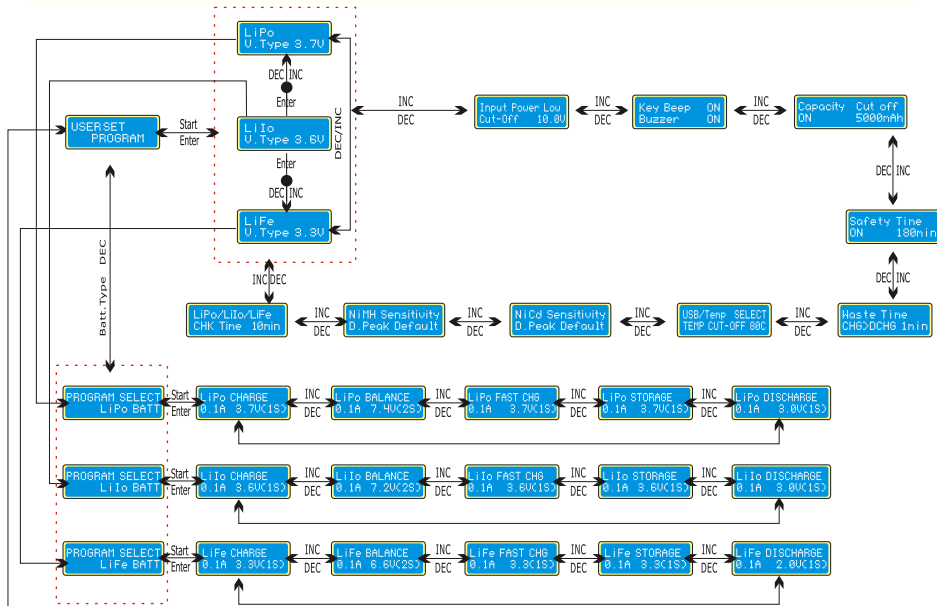 LiPo
V.Type 3.7V
DEC INC
Enter
LiIo
V.Type 3.6V
Enter
DEC INC
LiFe
V.Type 3.3V
DEC/INC
USERSET
PROGRAM
Start
Enter
INC
DEC
Input Power Low
Cut-Off 10.0V
INC
DEC
Key Beep ON
Buzzer ON
INC
DEC
Capacity Cut off
ON 5000mAh
DEC INC
Safety Time
ON 180min
DEC INC
Waste Time
CHG>DCHG 1min
INC
DEC
USB/Temp SELECT
TEMP CUT-OFF 80C
INC
DEC
NiCd Sensitivity
D.Peak Default
INC
DEC
NiMH Sensitivity
D.Peak Default
INC
DEC
LiPo/LiIo/LiFe
CHK Time 10min
INC DEC
Batt.Type DEC
PROGRAM SELECT
LiPo BATT
Start
Enter
LiPo CHARGE
0.1A 3.7V(1S)
INC
DEC
LiPo BALANCE
0.1A 7.4V(2S)
INC
DEC
LiPo FAST CHG
0.1A 3.7V(1S)
INC
DEC
LiPo STORAGE
0.1A 3.7V(1S)
INC
DEC
LiPo DISCHARGE
0.1A 3.0V(1S)
PROGRAM SELECT
LiIo BATT
Start
Enter
LiIo CHARGE
0.1A 3.6V(1S)
INC
DEC
LiIo BALANCE
0.1A 7.2V(2S)
INC
DEC
LiIo FAST CHG
0.1A 3.6V(1S)
INC
DEC
LiIo STORAGE
0.1A 3.6V(1S)
INC
DEC
LiIo DISCHARGE
0.1A 3.0V(1S)
PROGRAM SELECT
LiFe BATT
Start
Enter
LiFe CHARGE
0.1A 3.3V(1S)
INC
DEC
LiFe BALANCE
0.1A 6.6V(2S)
INC
DEC
LiFe FAST CHG
0.1A 3.3(1S)
INC
DEC
LiFe STORAGE
0.1A 3.3(1S)
INC
DEC
LiFe DISCHARGE
0.1A 2.0V(1S)